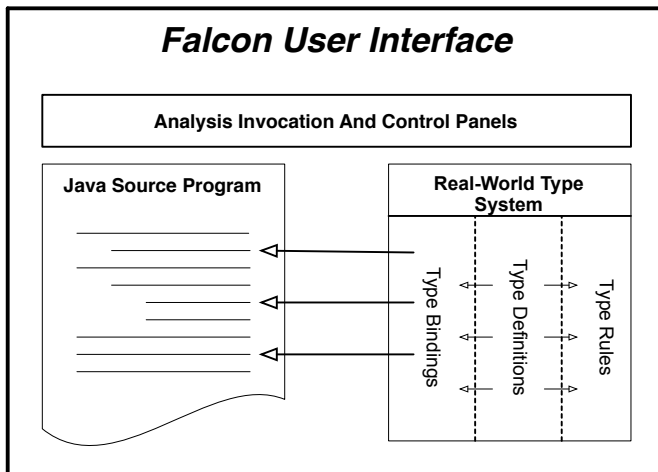 Falcon User Interface
Analysis Invocation And Control Panels
Java Source Program
Real-World Type
System
Type Bindings
Type Definitions
Type Rules